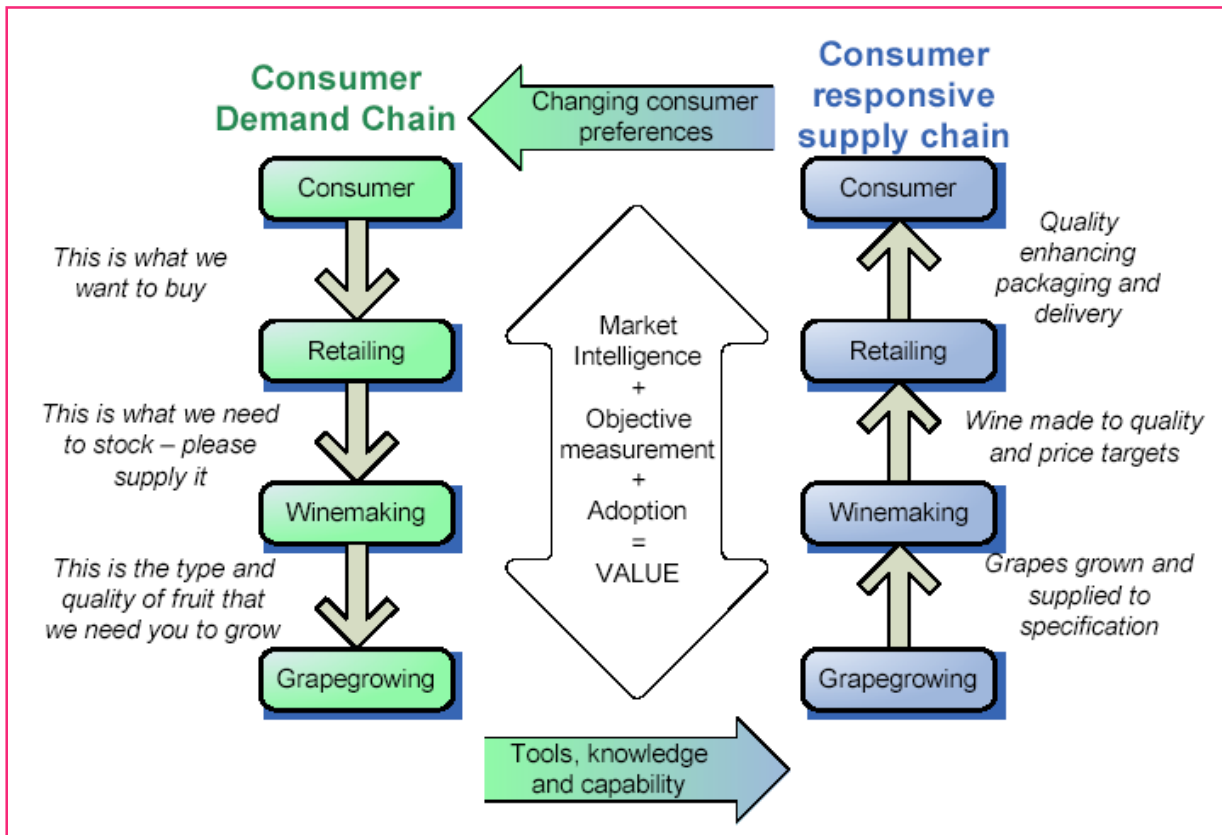 Consumer
Demand Chain
Changing consumer
preferences
Consumer
responsive
supply chain
Consumer
This is what we
want to buy
Retailing
This is what we need
to stock – please
supply it
Winemaking
This is the type and
quality of fruit that
we need you to grow
Grapegrowing
Market
Intelligence
+
Objective
measurement
+
Adoption
=
VALUE
Consumer
Quality
enhancing
packaging and
delivery
Retailing
Wine made to quality
and price targets
Winemaking
Grapes grown and
supplied to
specification
Grapegrowing
Tools, knowledge
and capability